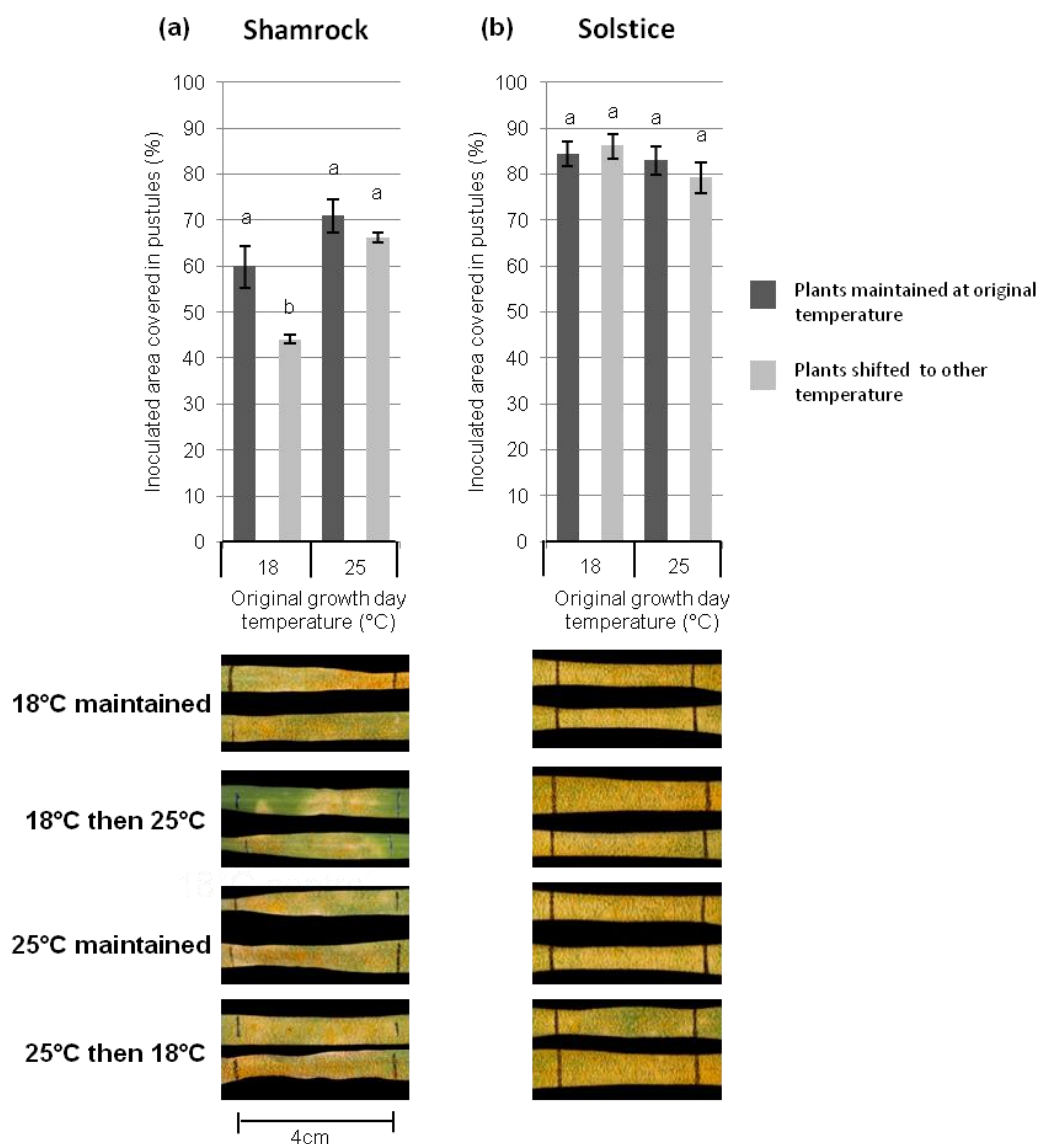 (a) Shamrock
(b) Solstice
Inoculated area covered in pustules (%)
100
90
80
70
60
50
40
30
20
10
0
a
b
a
a
18
25
Original growth day
temperature (°C)
Inoculated area covered in pustules (%)
100
90
80
70
60
50
40
30
20
10
0
a
a
a
a
18
25
Original growth day
temperature (°C)
Plants maintained at original
temperature
Plants shifted to other
temperature
18°C maintained
18°C then 25°C
25°C maintained
25°C then 18°C
4cm